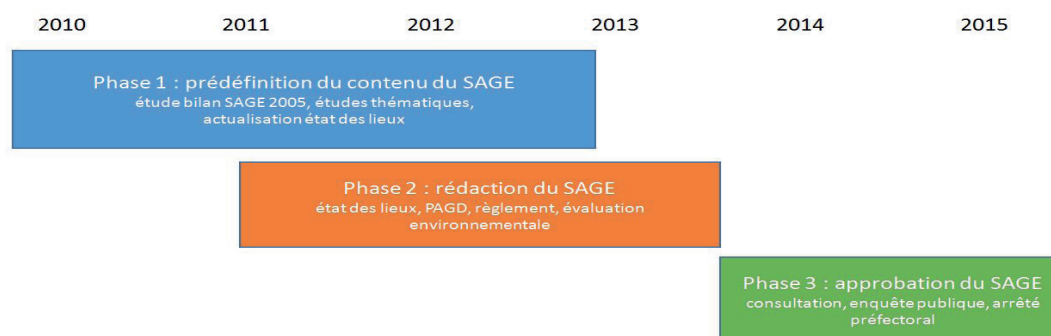 2010 2011 2012 2013 2014 2015
Phase 1 : prédéfinition du contenu du SAGE
étude bilan SAGE 2005, études thématiques,
actualisation état des lieux
Phase 2 : rédaction du SAGE
état des lieux, PAGD, règlement, évaluation
environnementale
Phase 3 : approbation du SAGE
consultation, enquête publique, arrêté
préfectoral